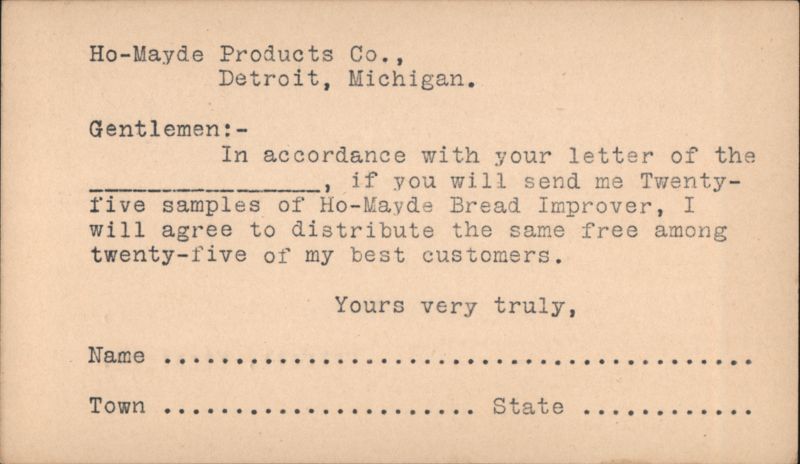 Ho-Mayde Products Co.,
Detroit, Michigan.
Gentlemen:-
In accordance with your letter of the
________________, if you will send me Twenty-
five samples of Ho-Mayde Bread Improver, I
will agree to distribute the same free among
twenty-five of my best customers.
Yours very truly,
Name .........................................
Town ...................... State ............